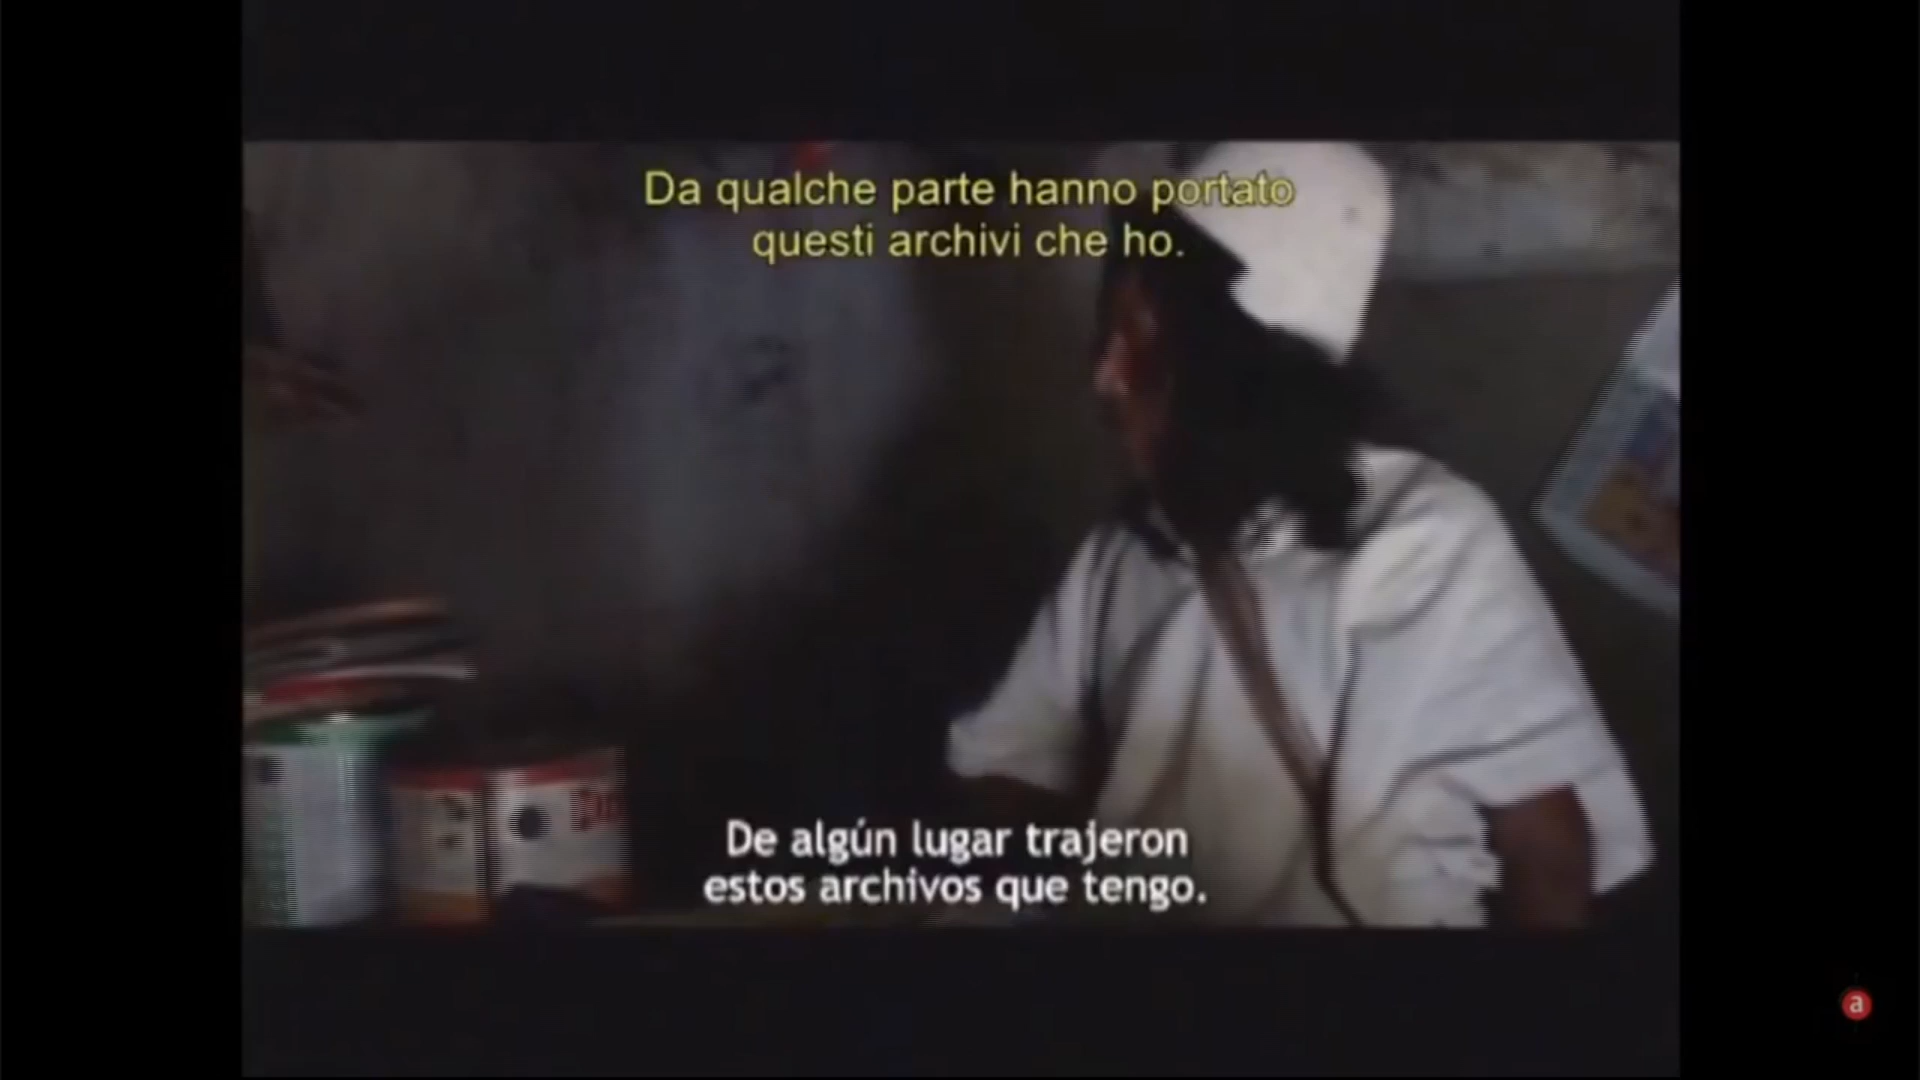 Da qualche parte hanno portato
questi archivi che ho.
De algún lugar trajeron
estos archivos que tengo.
a